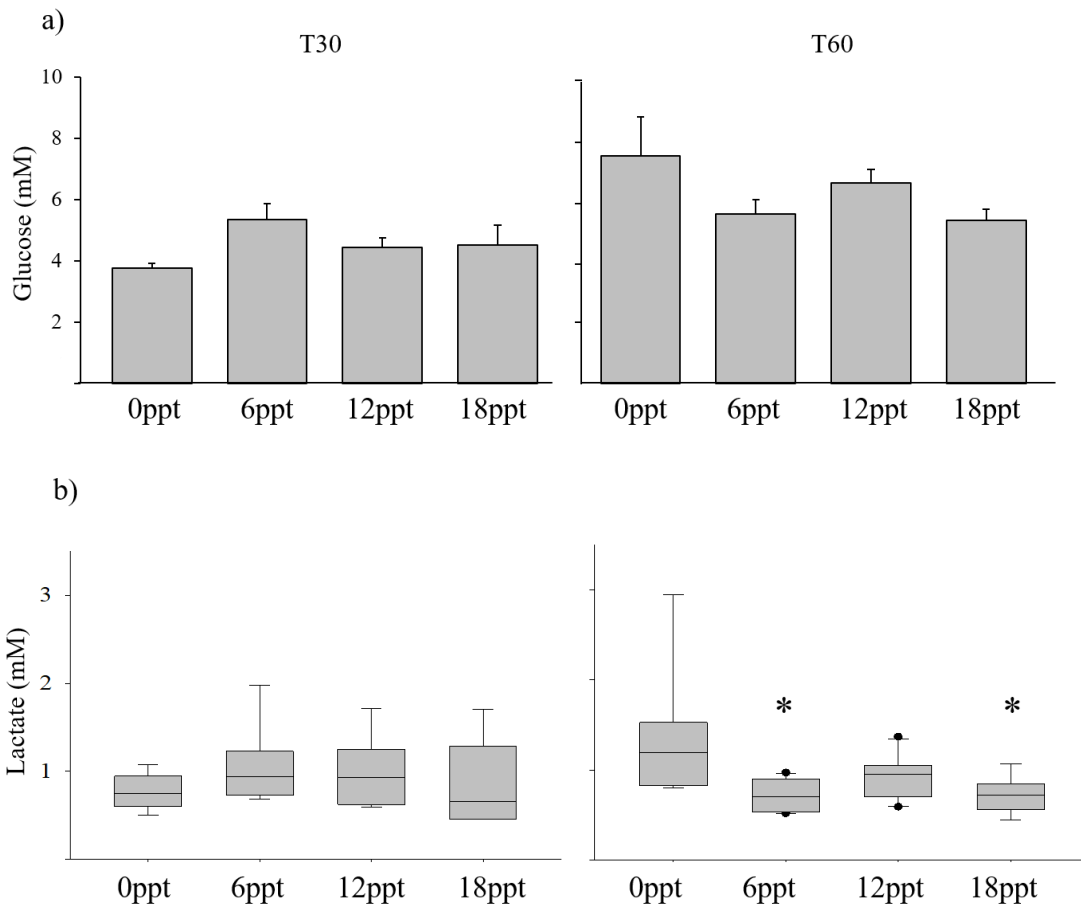 a)
T30
T60
Glucose (mM)
10
8
6
4
2
0ppt 6ppt 12ppt 18ppt
0ppt 6ppt 12ppt 18ppt
b)
Lactate (mM)
3
2
1
* *
0ppt 6ppt 12ppt 18ppt
0ppt 6ppt 12ppt 18ppt